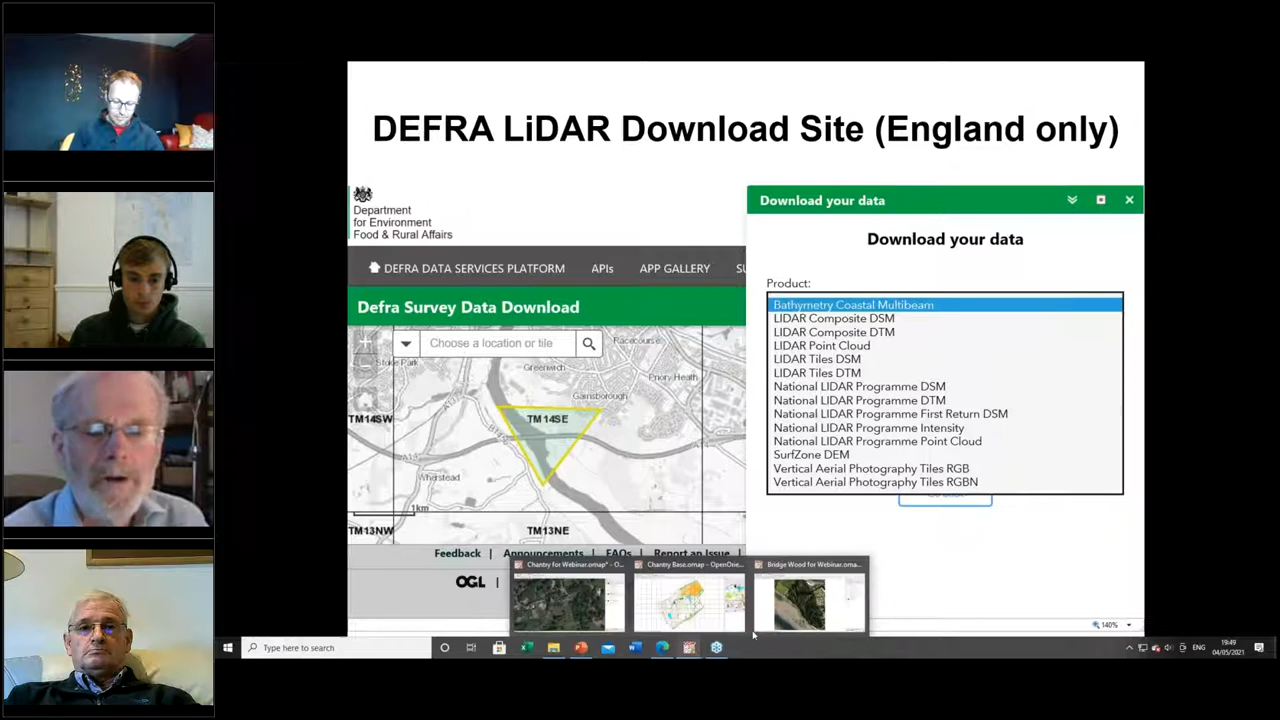 DEFRA LiDAR Download Site (England only)
Department
for Environment
Food & Rural Affairs
DEFRA DATA SERVICES PLATFORM
APIs
APP GALLERY
SU
Defra Survey Data Download
Choose a location or tile
Download your data
Download your data
Product:
Bathymetry Coastal Multibeam
LIDAR Composite DSM
LIDAR Composite DTM
LIDAR Point Cloud
LIDAR Tiles DSM
LIDAR Tiles DTM
National LIDAR Programme DSM
National LIDAR Programme DTM
National LIDAR Programme First Return DSM
National LIDAR Programme Intensity
National LIDAR Programme Point Cloud
SurfZone DEM
Vertical Aerial Photography Tiles RGB
Vertical Aerial Photography Tiles RGBN
Stoke Park
Greenwich
Racecourse
Priory Heath
Gainsborough
TM14SW
TM14SE
Wherstead
1km
TM13NW
TM13NE
Feedback | Announcements | FAQs | Report an Issue |
OGL |
Chantry for Webinar.omap* - O...
Chantry Base.omap - OpenOrie...
Bridge Wood for Webinar.oma...
140%
Type here to search
ENG
19:49
04/05/2021